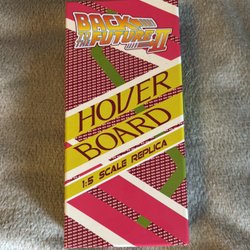 BACK
TO THE
FUTURE II
HOVER
BOARD
1:5 SCALE REPLICA